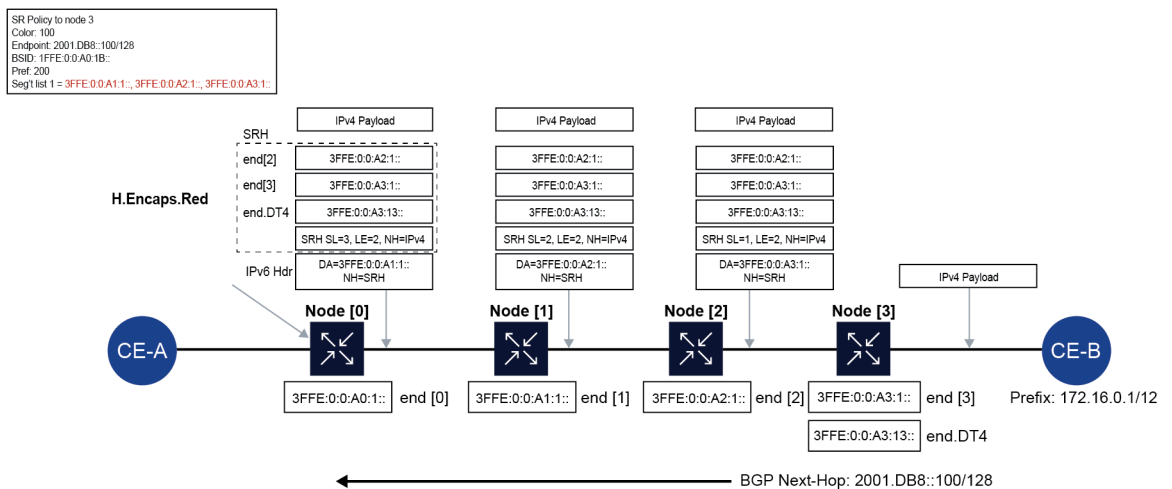 SR Policy to node 3
Color: 100
Endpoint: 2001.DB8::100/128
BSID: 1FFE:0:0:A0:1B::
Pref: 200
Seg't list 1 = 3FFE:0:0:A1:1::, 3FFE:0:0:A2:1::, 3FFE:0:0:A3:1::
H.Encaps.Red
SRH
end[2]
end[3]
end.DT4
IPv6 Hdr
IPv4 Payload
3FFE:0:0:A2:1::
3FFE:0:0:A3:1::
3FFE:0:0:A3:13::
SRH SL=3, LE=2, NH=IPv4
DA=3FFE:0:0:A1:1::
NH=SRH
IPv4 Payload
3FFE:0:0:A2:1::
3FFE:0:0:A3:1::
3FFE:0:0:A3:13::
SRH SL=2, LE=2, NH=IPv4
DA=3FFE:0:0:A2:1::
NH=SRH
IPv4 Payload
3FFE:0:0:A2:1::
3FFE:0:0:A3:1::
3FFE:0:0:A3:13::
SRH SL=1, LE=2, NH=IPv4
DA=3FFE:0:0:A3:1::
NH=SRH
IPv4 Payload
CE-A
Node [0]
Node [1]
Node [2]
Node [3]
CE-B
3FFE:0:0:A0:1:: end [0]
3FFE:0:0:A1:1:: end [1]
3FFE:0:0:A2:1:: end [2]
3FFE:0:0:A3:1:: end [3]
3FFE:0:0:A3:13:: end.DT4
Prefix: 172.16.0.1/12
BGP Next-Hop: 2001.DB8::100/128